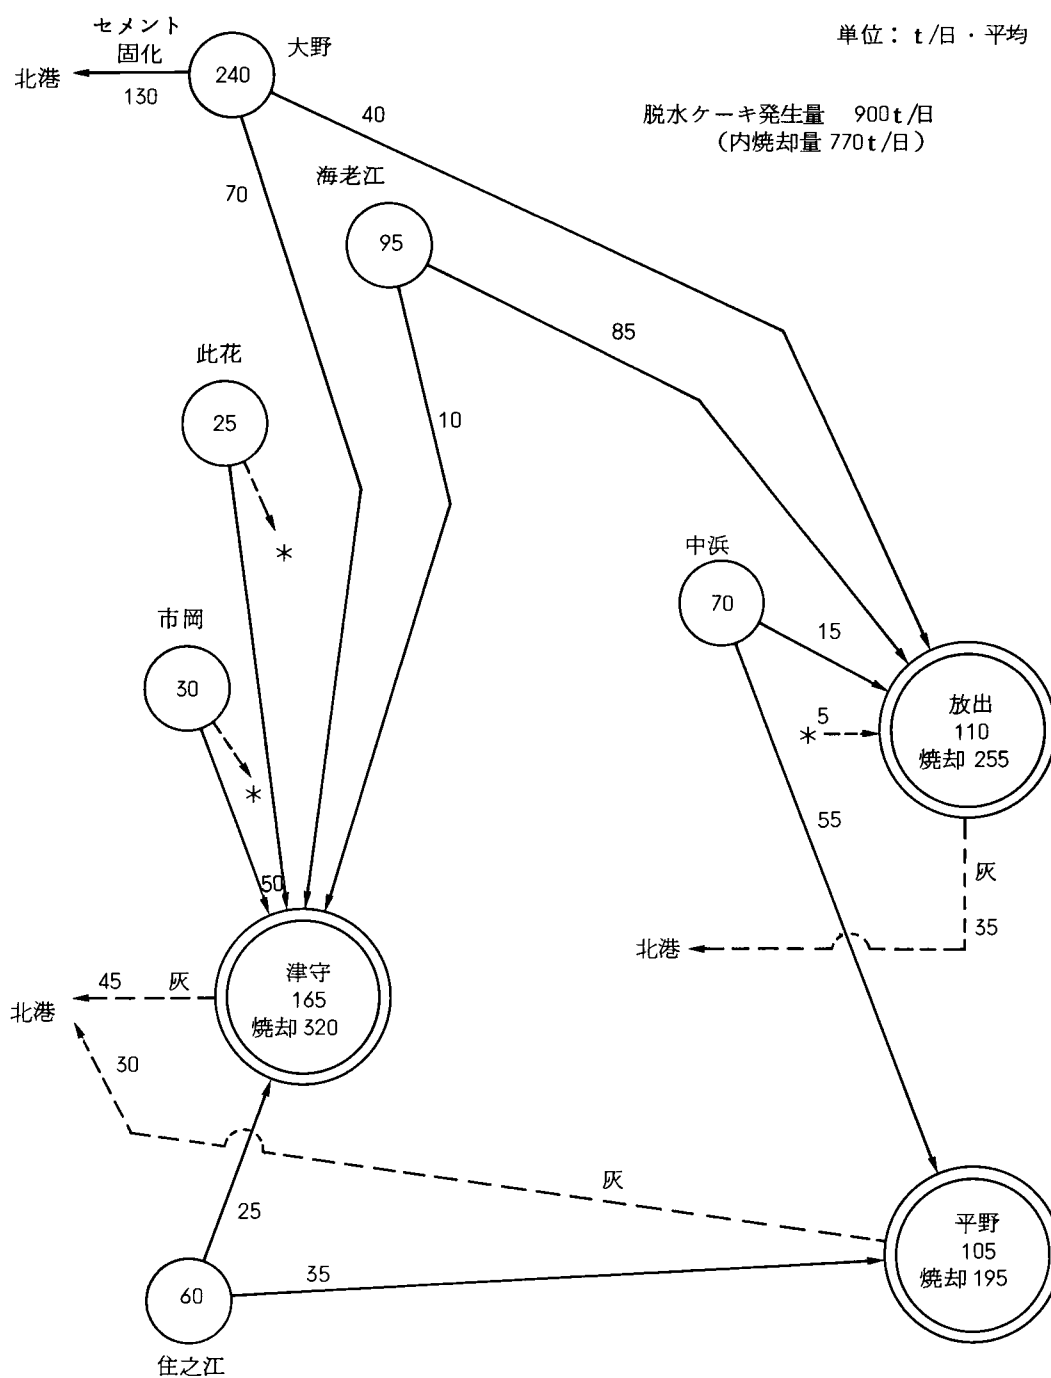 単位：t/日・平均
脱水ケーキ発生量 900t/日
（内焼却量 770t/日）
セメント
固化
北港
130
240
大野
40
70
海老江
95
85
10
此花
25
*
市岡
30
*
50
中浜
70
15
55
* 5
放出
110
焼却 255
灰
35
北港
津守
165
焼却 320
45
灰
北港
30
灰
25
35
60
住之江
平野
105
焼却 195